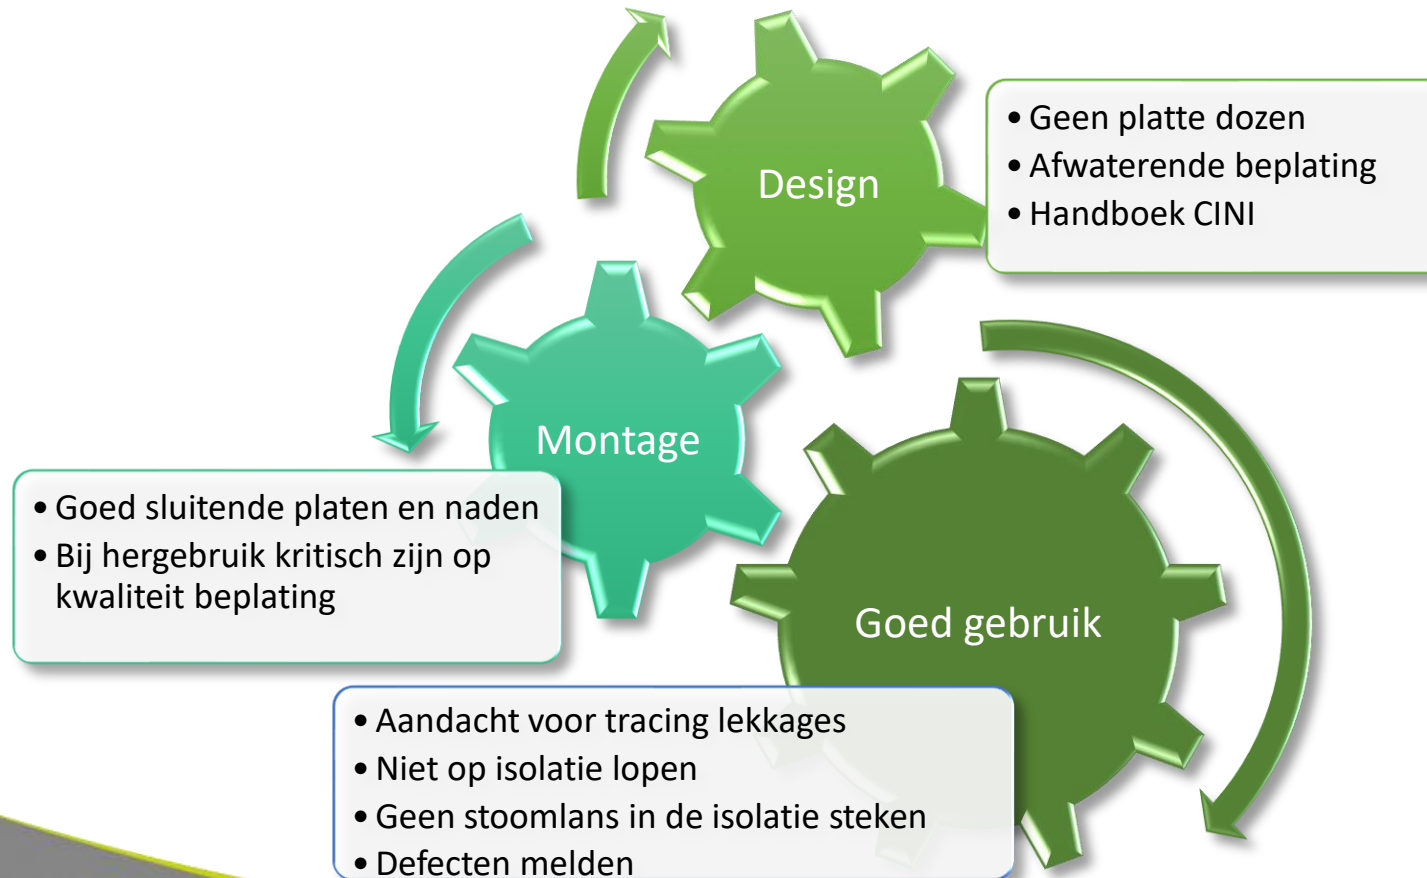 Design
• Geen platte dozen
• Afwaterende beplating
• Handboek CINI
Montage
• Goed sluitende platen en naden
• Bij hergebruik kritisch zijn op
kwaliteit beplating
Goed gebruik
• Aandacht voor tracing lekkages
• Niet op isolatie lopen
• Geen stoomlans in de isolatie steken
• Defecten melden